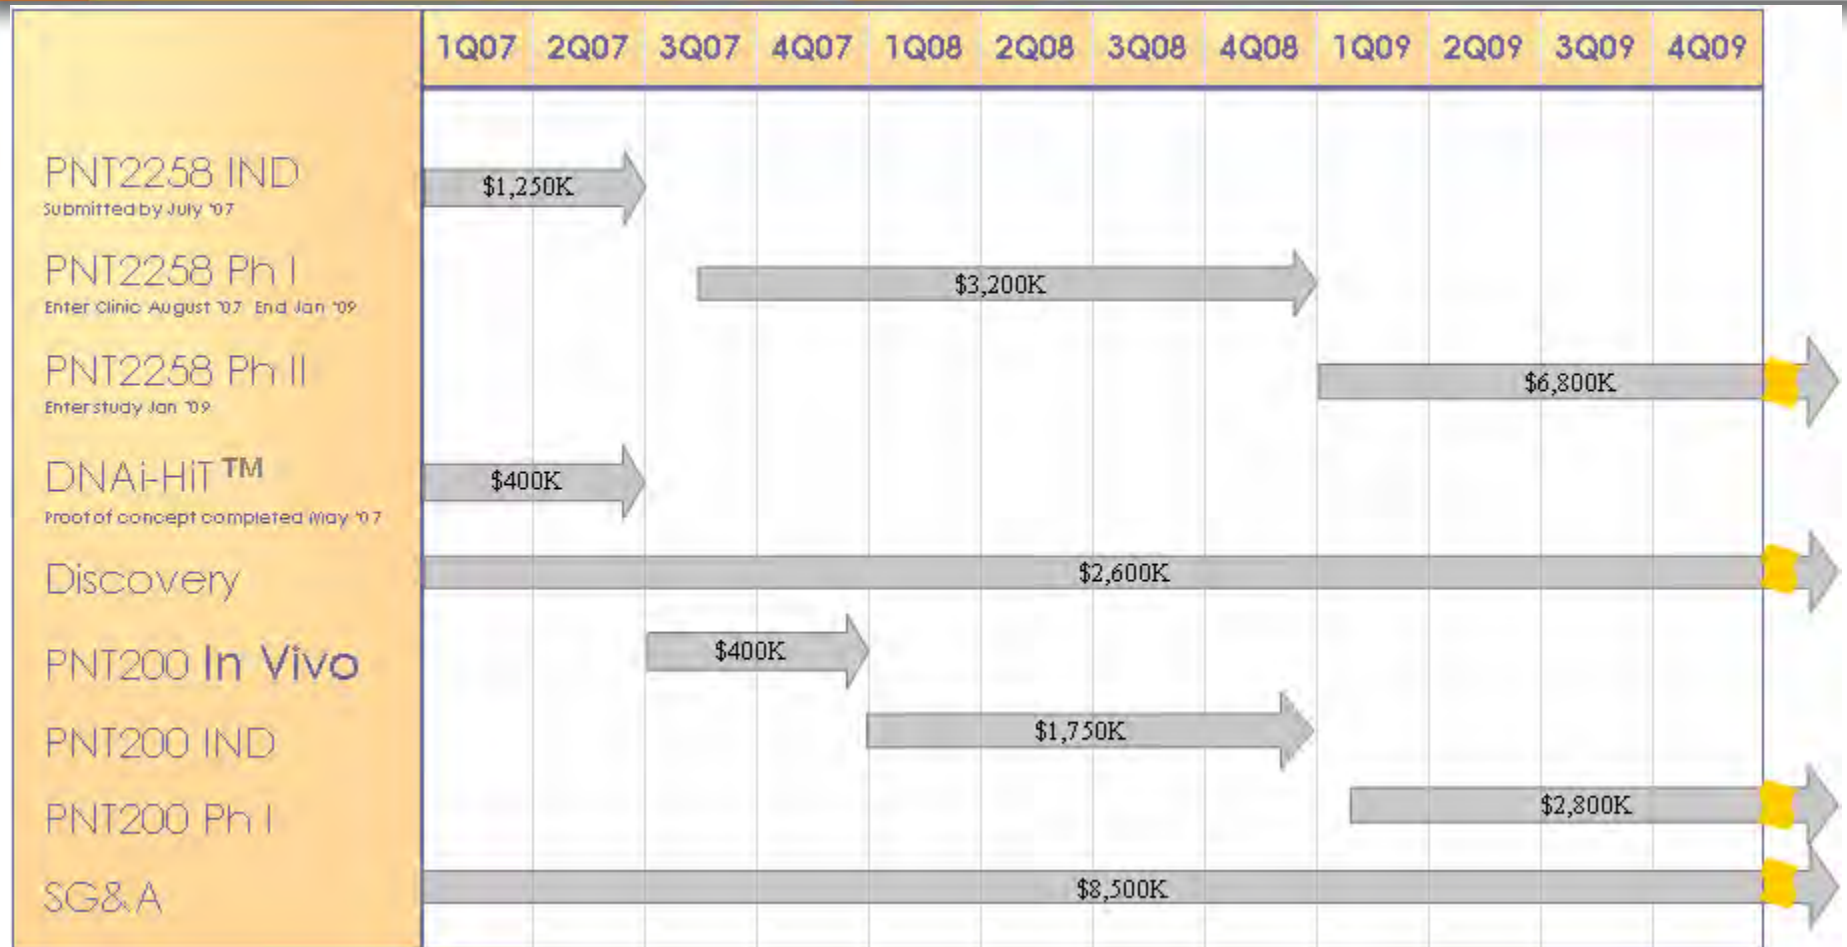 1Q07 2Q07 3Q07 4Q07 1Q08 2Q08 3Q08 4Q08 1Q09 2Q09 3Q09 4Q09
PNT2258 IND
Submitted by July '07
$1,250K
PNT2258 Ph I
Enter Clinic August '07 End Jan '09
$3,200K
PNT2258 Ph II
Enter study Jan '09
$6,800K
DNAi-HiT™
Proof of concept completed May '07
$400K
Discovery
$2,600K
PNT200 In Vivo
$400K
PNT200 IND
$1,750K
PNT200 Ph I
$2,800K
SG&A
$8,500K